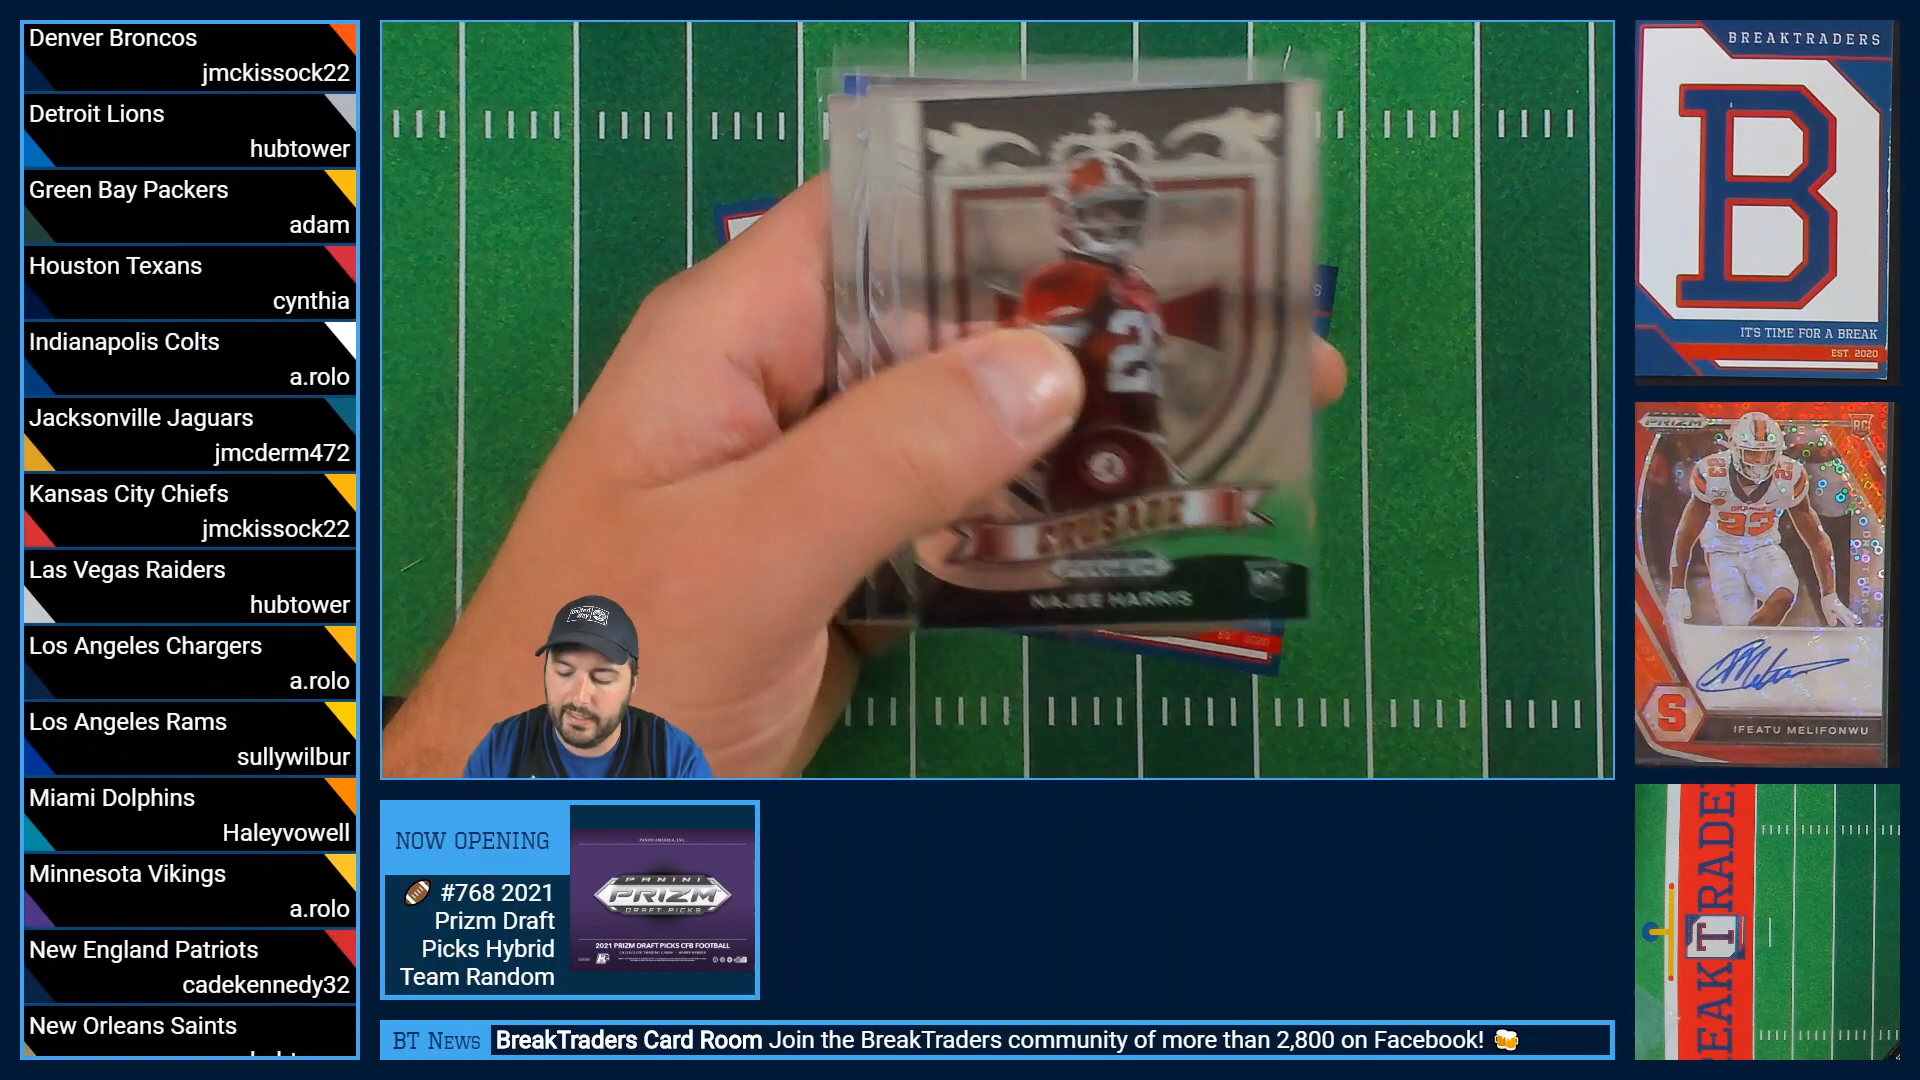 Denver Broncos
jmckissock22
Detroit Lions
hubtower
Green Bay Packers
adam
Houston Texans
cynthia
Indianapolis Colts
a.rolo
Jacksonville Jaguars
jmcderm472
Kansas City Chiefs
jmckissock22
Las Vegas Raiders
hubtower
Los Angeles Chargers
a.rolo
Los Angeles Rams
sullywilbur
Miami Dolphins
Haleyvowell
Minnesota Vikings
a.rolo
New England Patriots
cadekennedy32
New Orleans Saints
CRUSADE
NAJEE HARRIS
NOW OPENING
#768 2021
Prizm Draft
Picks Hybrid
Team Random
PANINI
PRIZM
DRAFT PICKS
2021 PRIZM DRAFT PICKS CFB FOOTBALL
BT NEWS
BreakTraders Card Room Join the BreakTraders community of more than 2,800 on Facebook!
BREAKTRADERS
B
IT'S TIME FOR A BREAK
EST. 2020
PRIZM
RC
ORANGE
23
S
IFEATU MELIFONWU
EAKTRADE